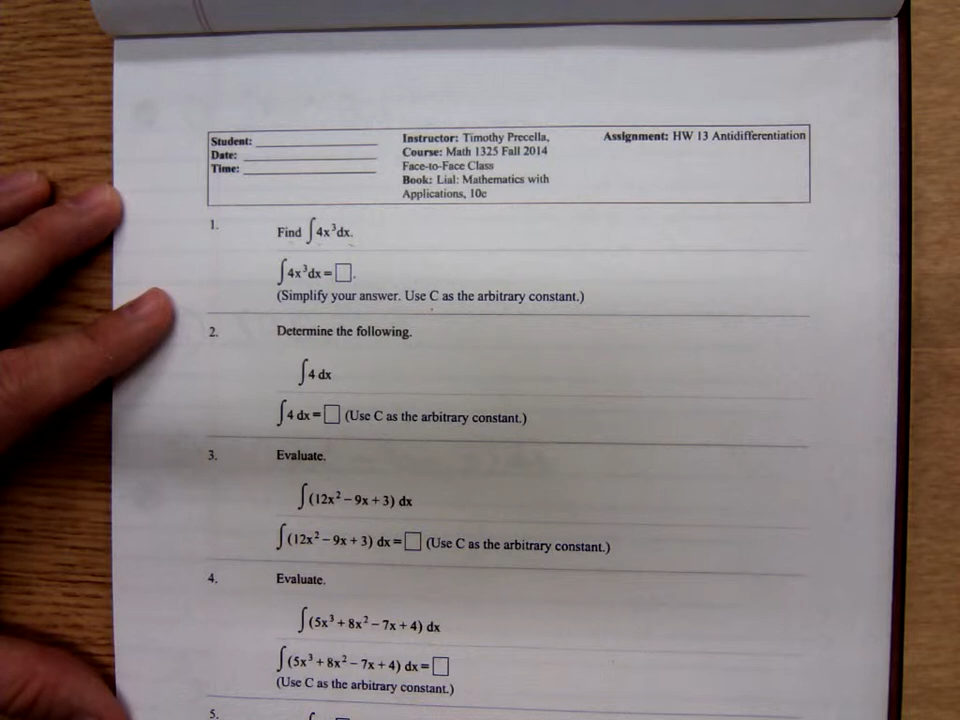 Student: Instructor: Timothy Precella, Assignment: HW 13 Antidifferentiation
Date: Course: Math 1325 Fall 2014
Time: Face-to-Face Class
Book: Lial: Mathematics with
Applications, 10e
1. Find ∫4x³dx.
∫4x³dx = □.
(Simplify your answer. Use C as the arbitrary constant.)
2. Determine the following.
∫4 dx
∫4 dx = □ (Use C as the arbitrary constant.)
3. Evaluate.
∫(12x² − 9x + 3) dx
∫(12x² − 9x + 3) dx = □ (Use C as the arbitrary constant.)
4. Evaluate.
∫(5x³ + 8x² − 7x + 4) dx
∫(5x³ + 8x² − 7x + 4) dx = □
(Use C as the arbitrary constant.)
5.